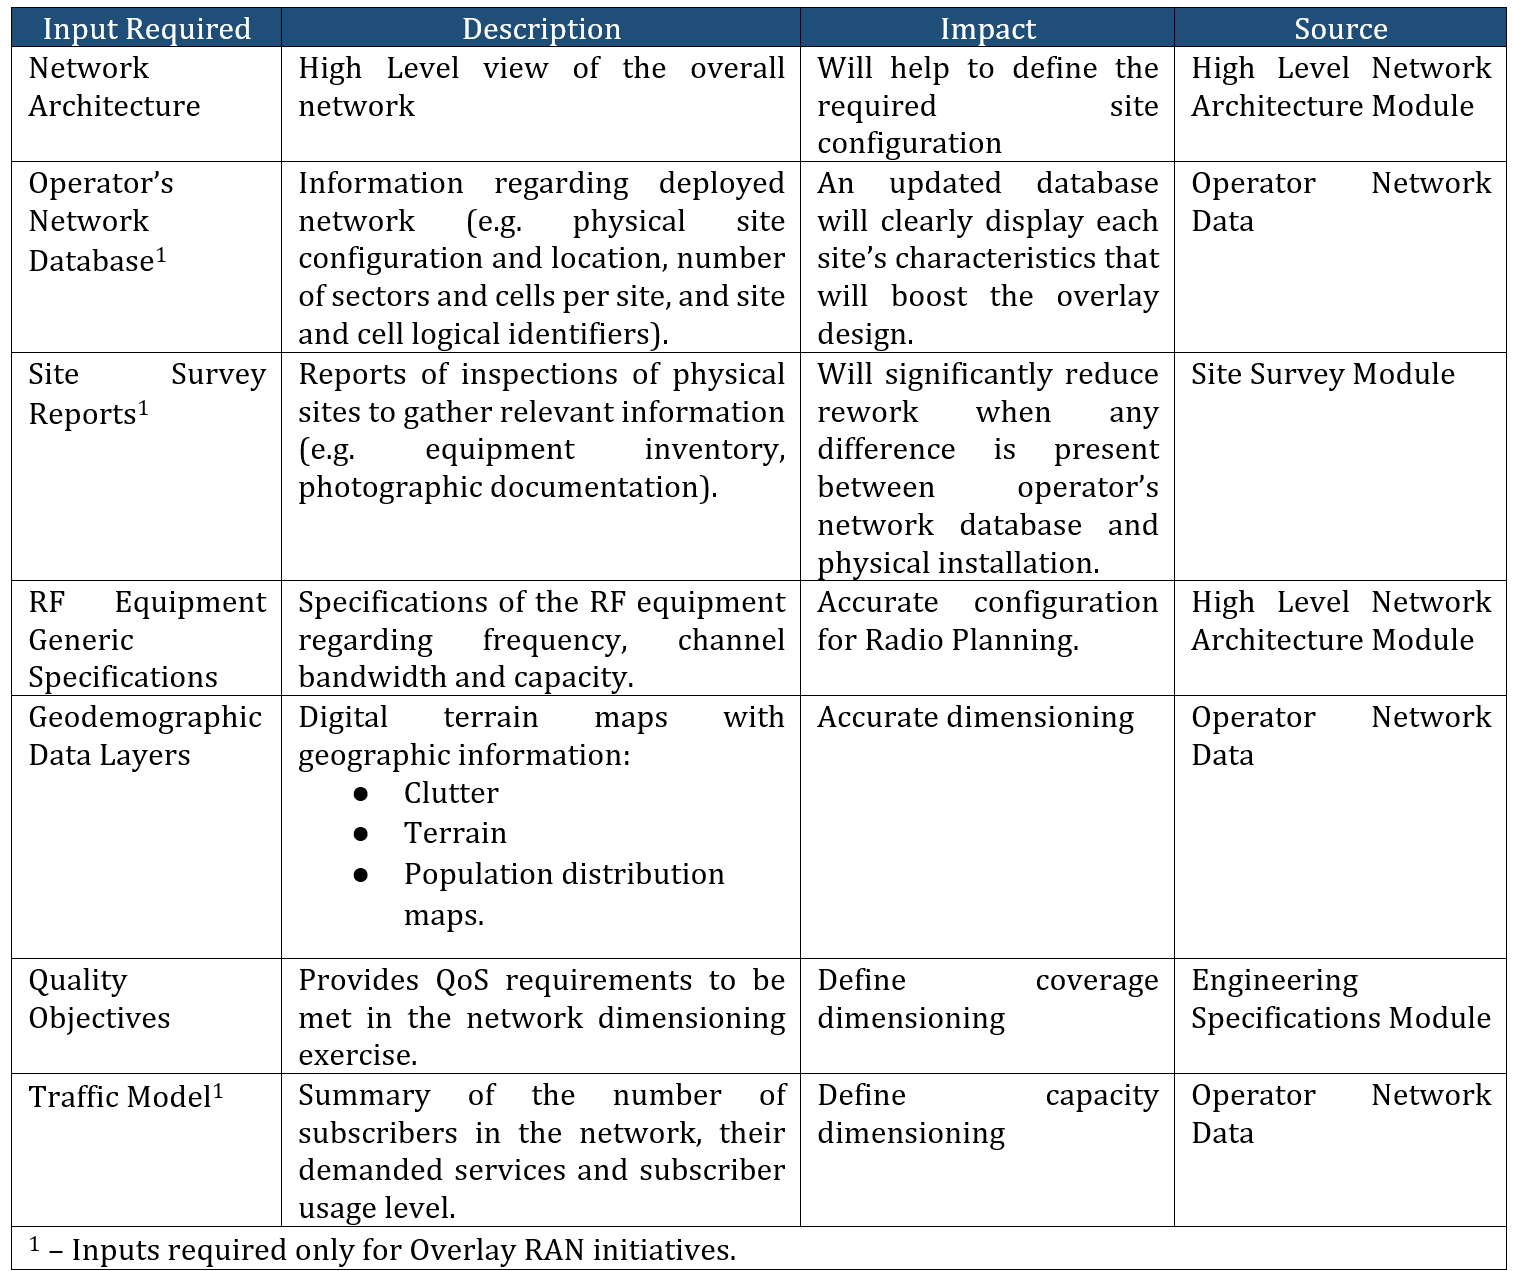 Input Required
Description
Impact
Source
Network
Architecture
High Level view of the overall
network
Will help to define the
required site
configuration
High Level Network
Architecture Module
Operator’s
Network
Database¹
Information regarding deployed
network (e.g. physical site
configuration and location, number
of sectors and cells per site, and site
and cell logical identifiers).
An updated database
will clearly display each
site’s characteristics that
will boost the overlay
design.
Operator Network
Data
Site Survey
Reports¹
Reports of inspections of physical
sites to gather relevant information
(e.g. equipment inventory,
photographic documentation).
Will significantly reduce
rework when any
difference is present
between operator’s
network database and
physical installation.
Site Survey Module
RF Equipment
Generic
Specifications
Specifications of the RF equipment
regarding frequency, channel
bandwidth and capacity.
Accurate configuration
for Radio Planning.
High Level Network
Architecture Module
Geodemographic
Data Layers
Digital terrain maps with
geographic information:
● Clutter
● Terrain
● Population distribution
maps.
Accurate dimensioning
Operator Network
Data
Quality
Objectives
Provides QoS requirements to be
met in the network dimensioning
exercise.
Define coverage
dimensioning
Engineering
Specifications Module
Traffic Model¹
Summary of the number of
subscribers in the network, their
demanded services and subscriber
usage level.
Define capacity
dimensioning
Operator Network
Data
¹ – Inputs required only for Overlay RAN initiatives.